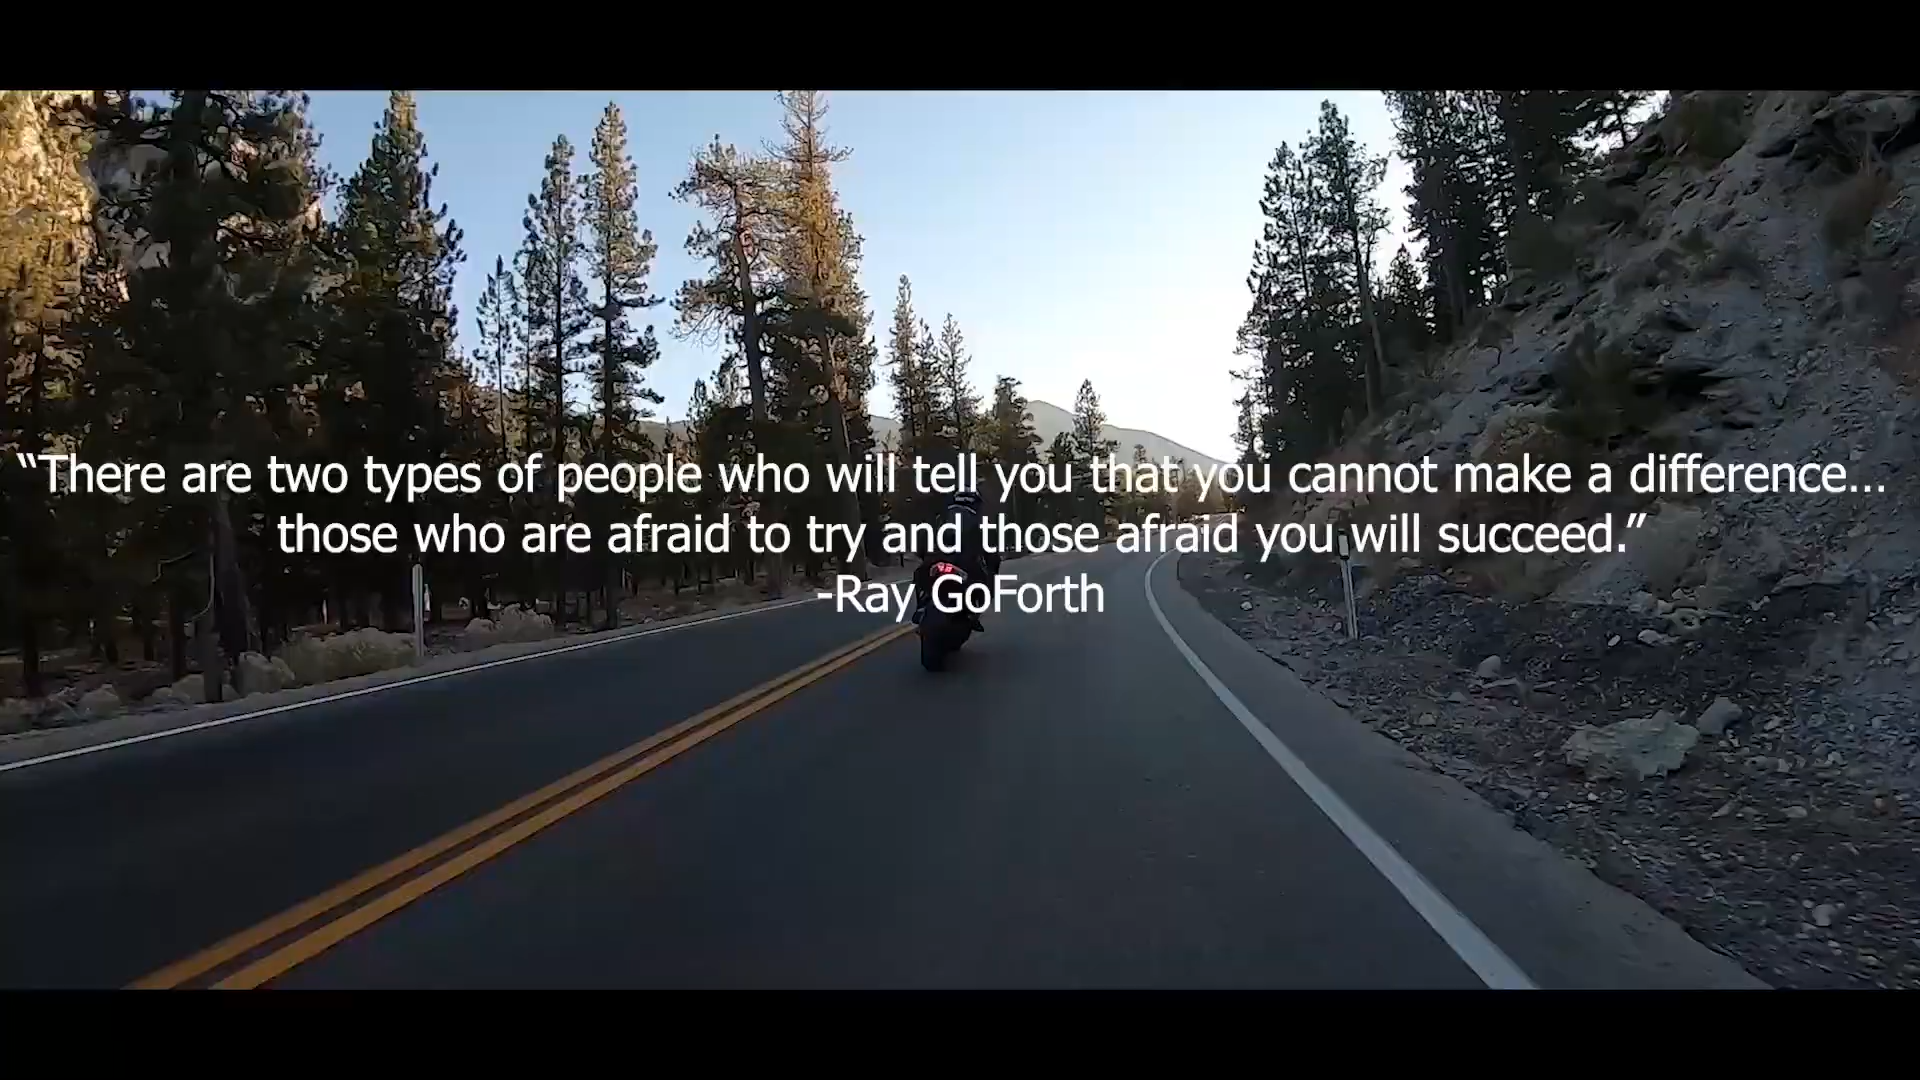 “There are two types of people who will tell you that you cannot make a difference...
those who are afraid to try and those afraid you will succeed.”
-Ray GoForth